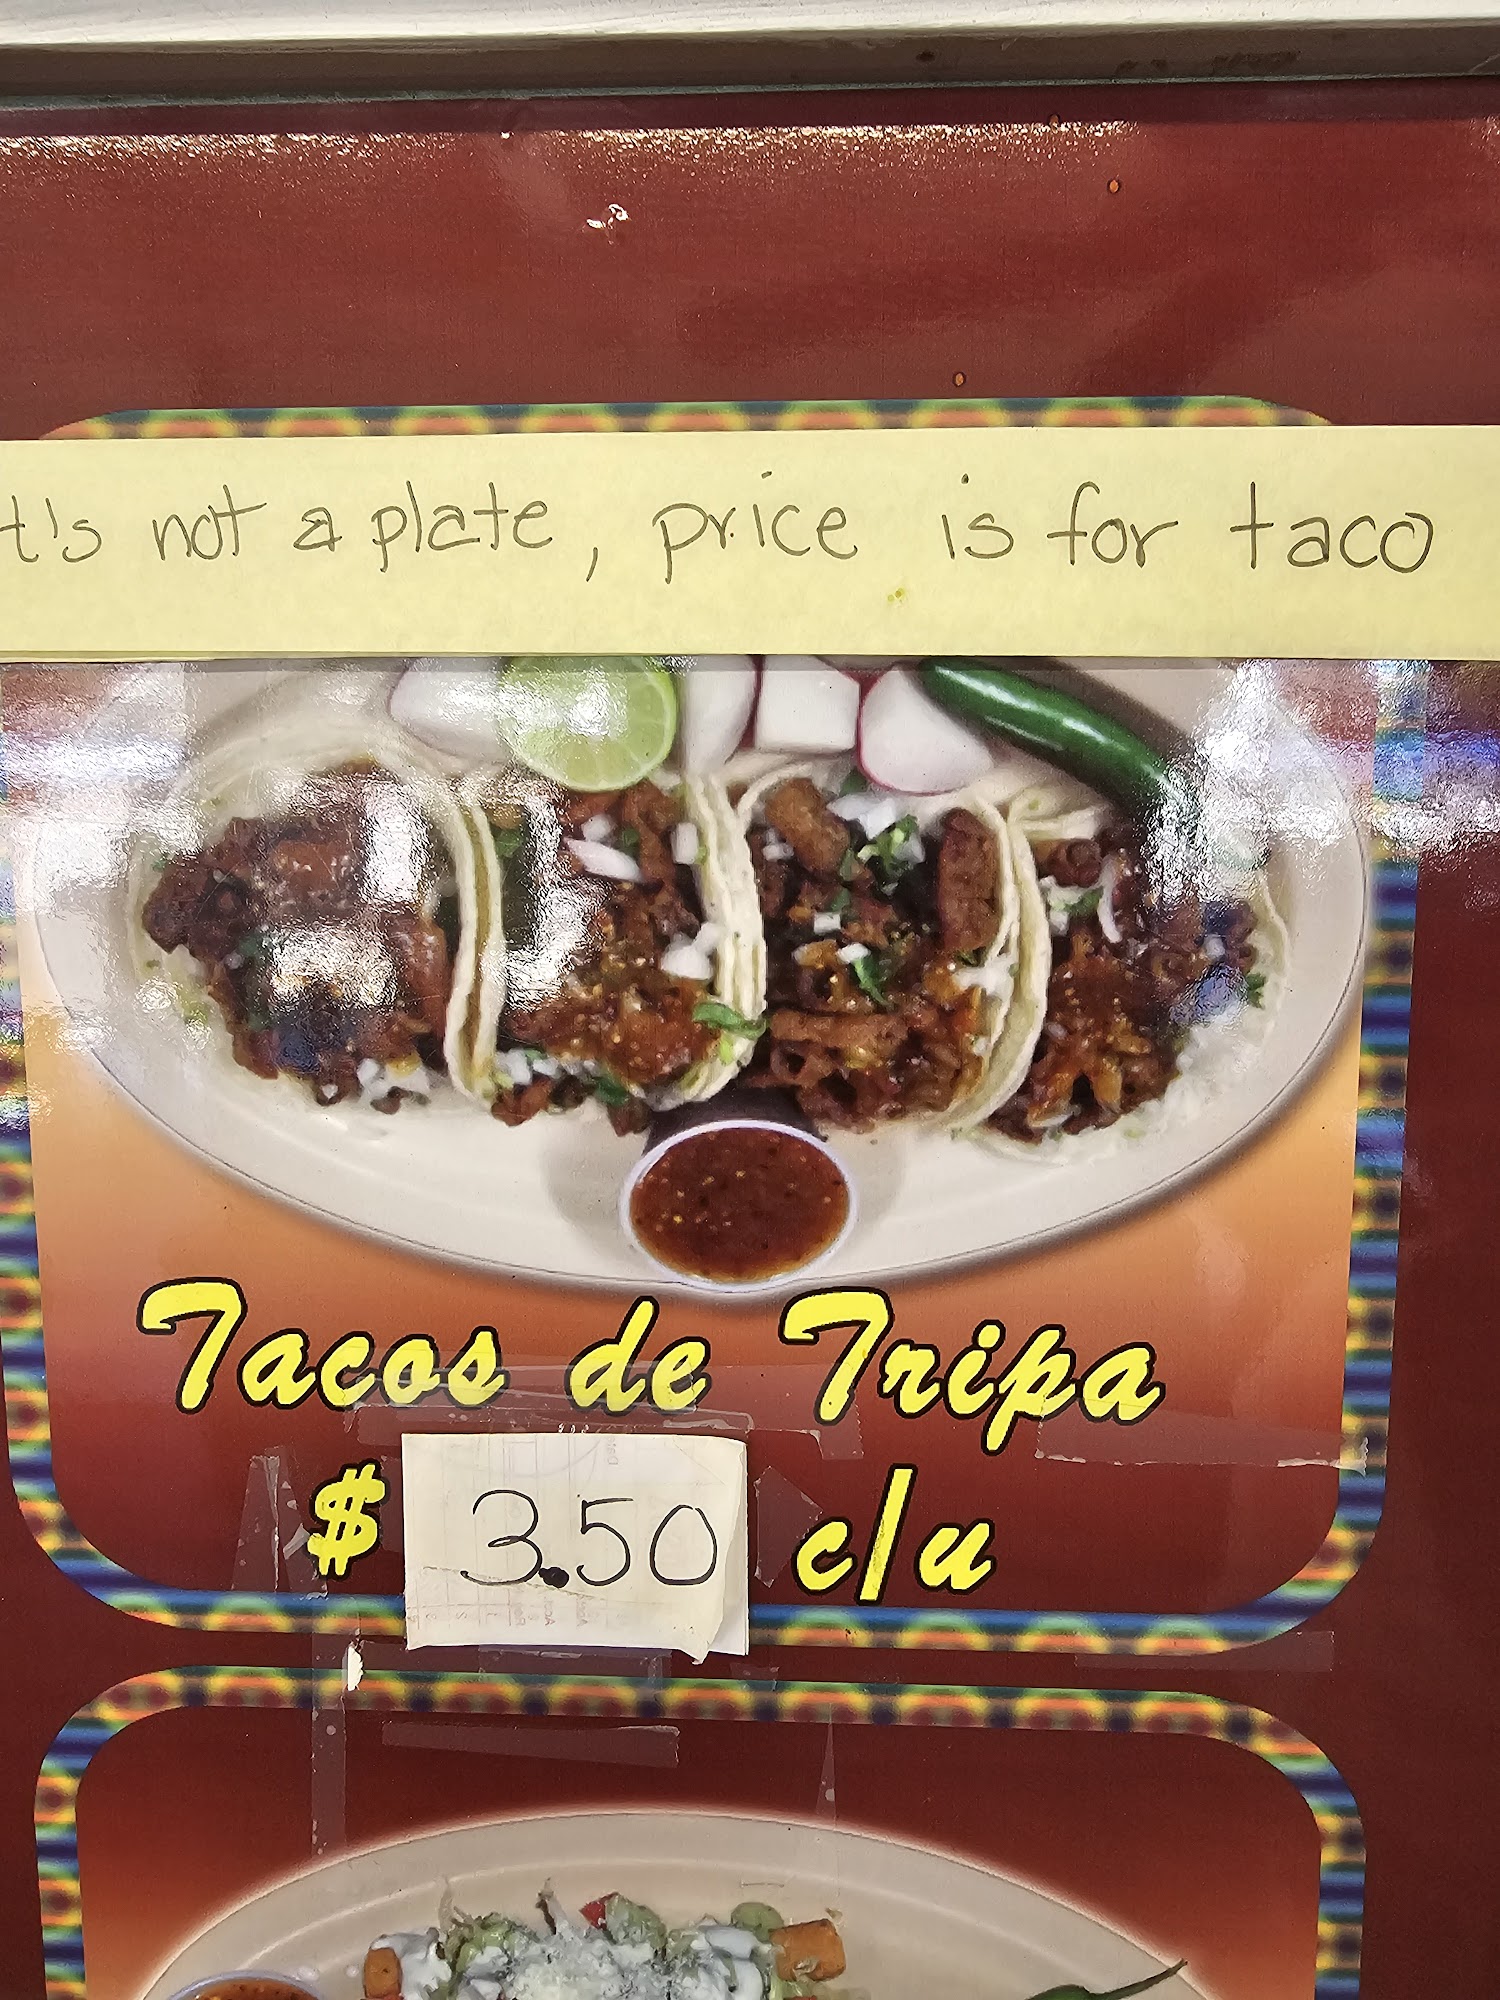 t's not a plate, price is for taco
Tacos de Tripa
$ 3.50 c/u